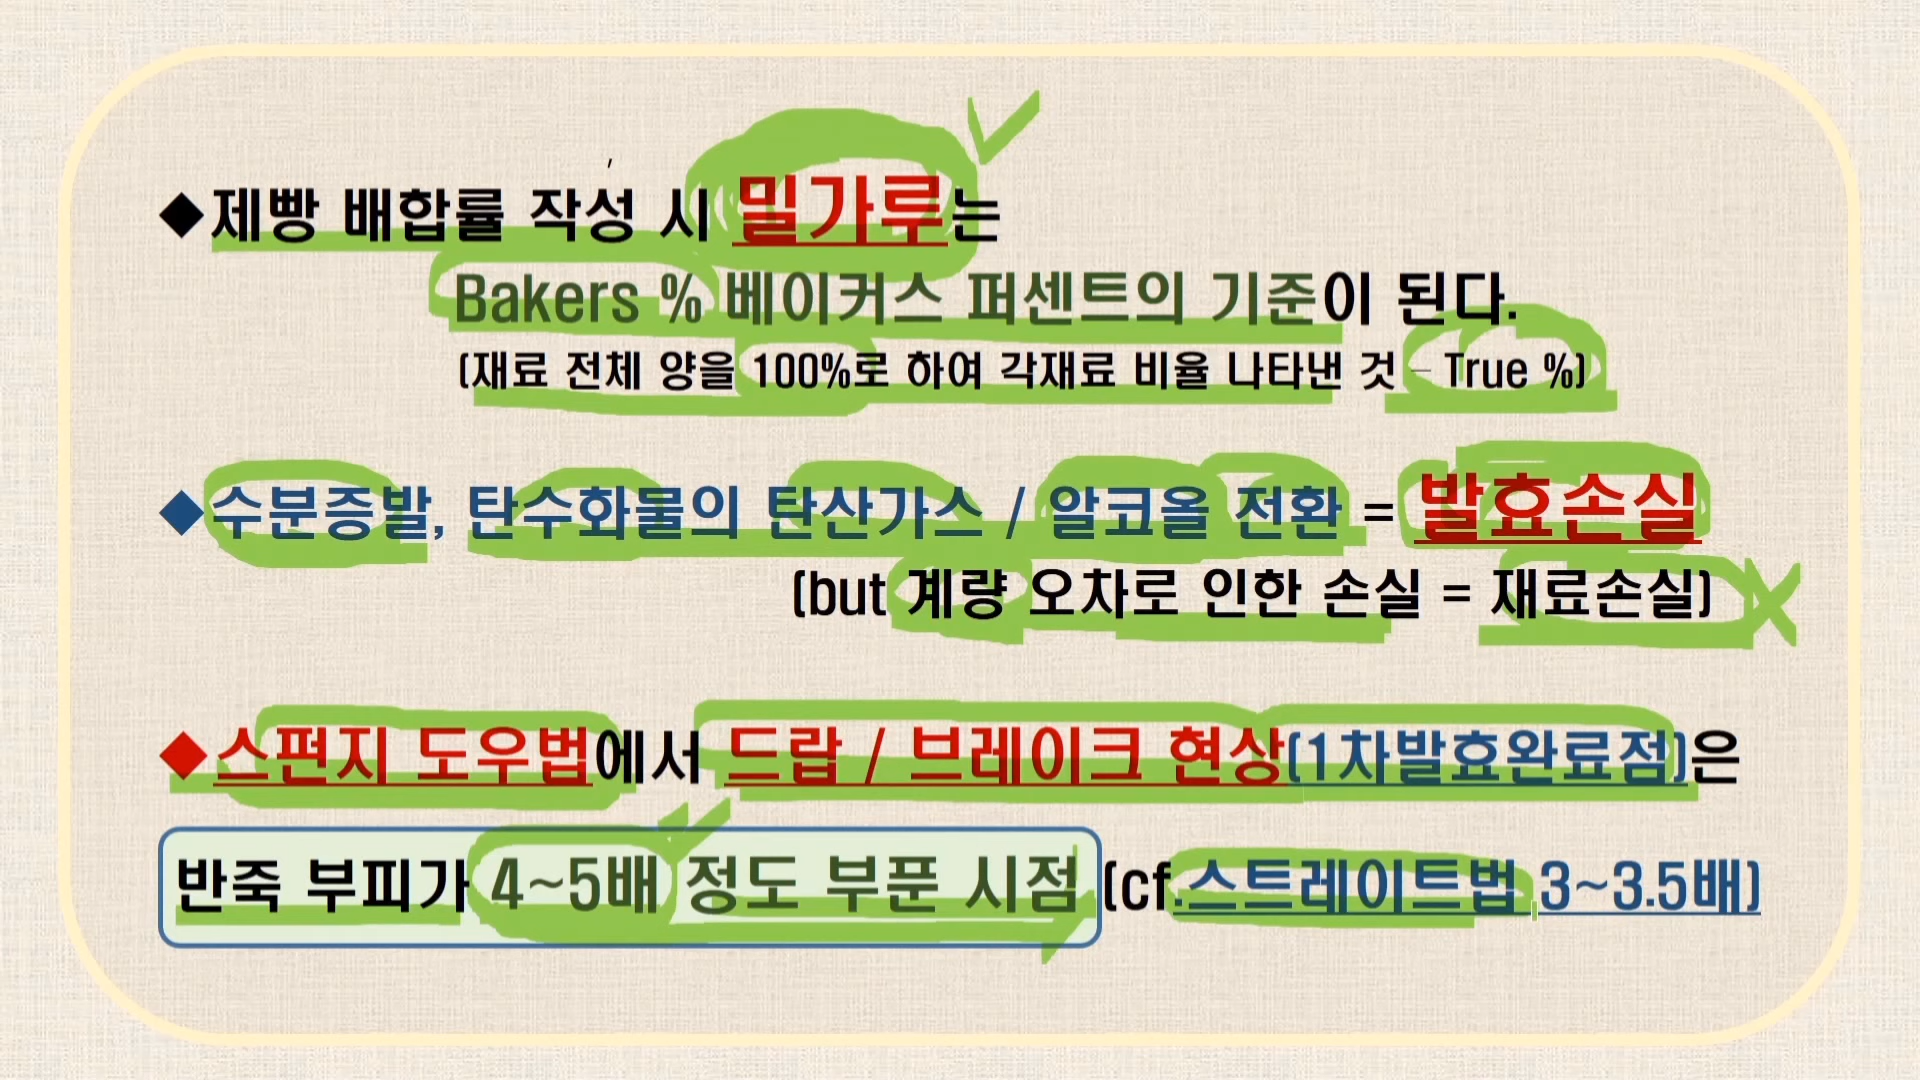 ◆제빵 배합률 작성 시 밀가루는
Bakers % 베이커스 퍼센트의 기준이 된다.
(재료 전체 양을 100%로 하여 각재료 비율 나타낸 것 – True %)
◆수분증발, 탄수화물의 탄산가스 / 알코올 전환 = 발효손실
(but 계량 오차로 인한 손실 = 재료손실)
◆스펀지 도우법에서 드랍 / 브레이크 현상(1차발효완료점)은
반죽 부피가 4~5배 정도 부푼 시점 (cf.스트레이트법 3~3.5배)